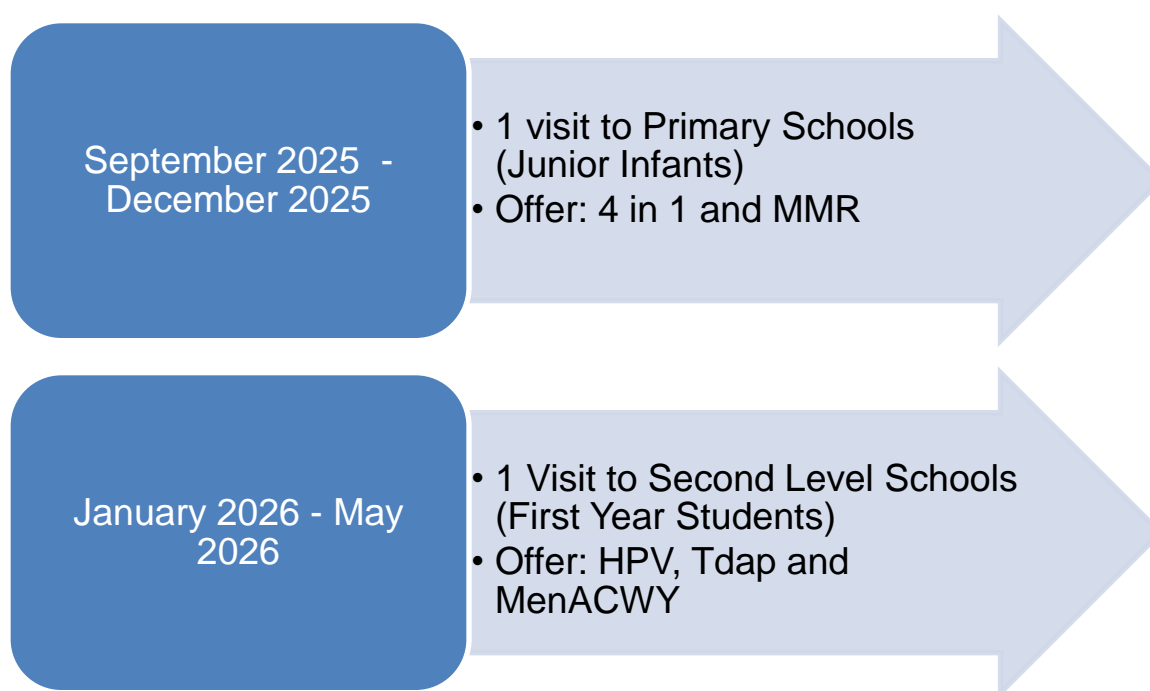 September 2025  -
December 2025
• 1 visit to Primary Schools
(Junior Infants)
• Offer: 4 in 1 and MMR
January 2026 - May
2026
• 1 Visit to Second Level Schools
(First Year Students)
• Offer: HPV, Tdap and
MenACWY